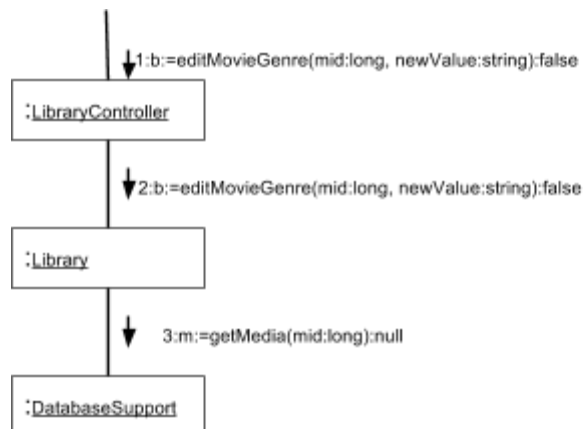 1:b:=editMovieGenre(mid:long, newValue:string):false
:LibraryController
2:b:=editMovieGenre(mid:long, newValue:string):false
:Library
3:m:=getMedia(mid:long):null
:DatabaseSupport